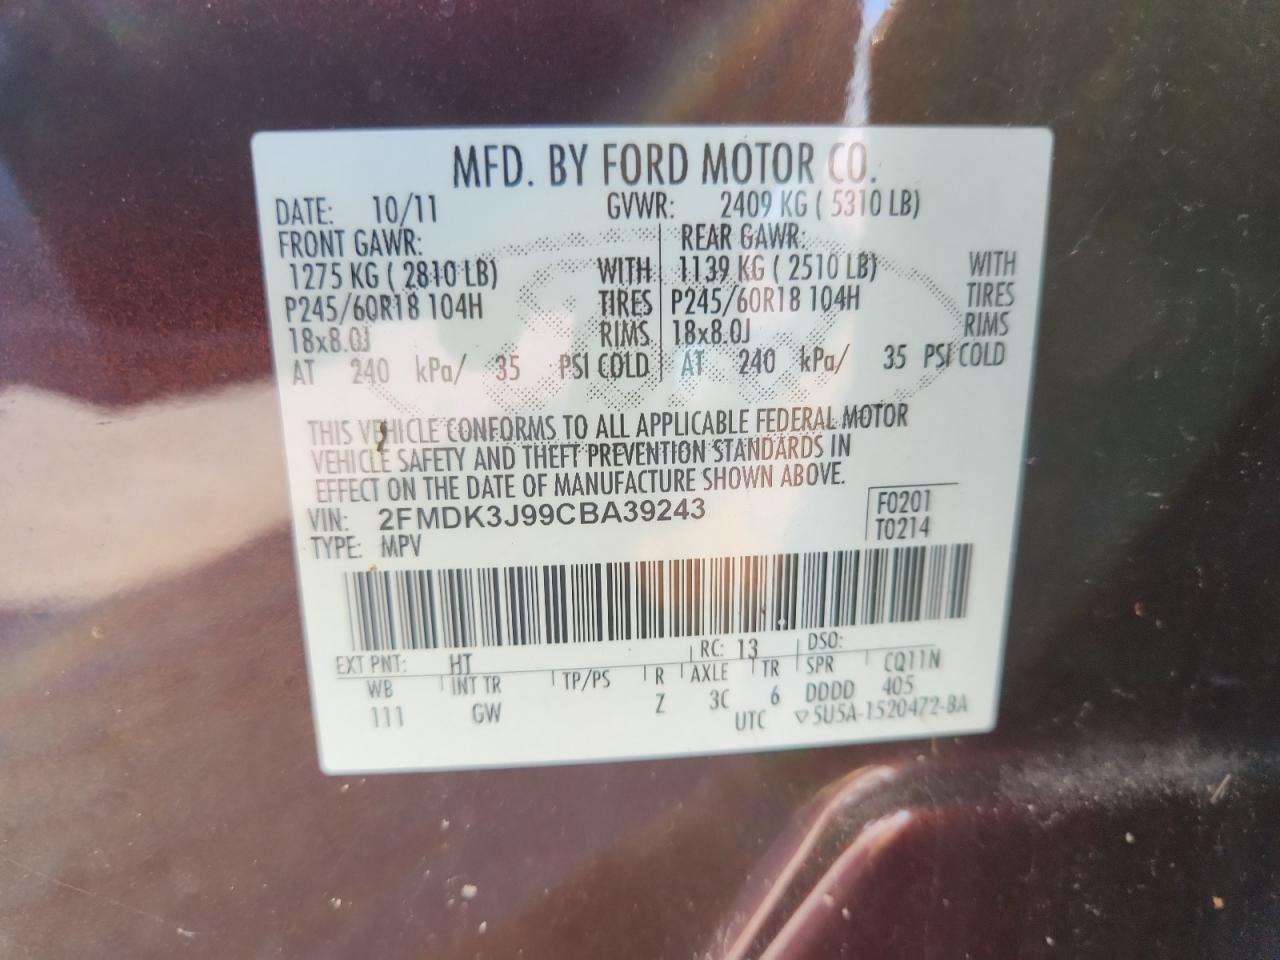 MFD. BY FORD MOTOR CO.
DATE: 10/11 GVWR: 2409 KG ( 5310 LB)
FRONT GAWR: REAR GAWR:
1275 KG ( 2810 LB) WITH 1139 KG ( 2510 LB) WITH
P245/60R18 104H TIRES P245/60R18 104H TIRES
18x8.0J RIMS 18x8.0J RIMS
AT 240 kPa/ 35 PSI COLD AT 240 kPa/ 35 PSI COLD
THIS VEHICLE CONFORMS TO ALL APPLICABLE FEDERAL MOTOR
VEHICLE SAFETY AND THEFT PREVENTION STANDARDS IN
EFFECT ON THE DATE OF MANUFACTURE SHOWN ABOVE.
VIN: 2FMDK3J99CBA39243 F0201
TYPE: MPV T0214
EXT PNT: HT RC: 13 DSO:
WB INT TR TP/PS R AXLE TR SPR CQ11N
111 GW Z 3C 6 DDDD 405
UTC ▽5U5A-1520472-BA